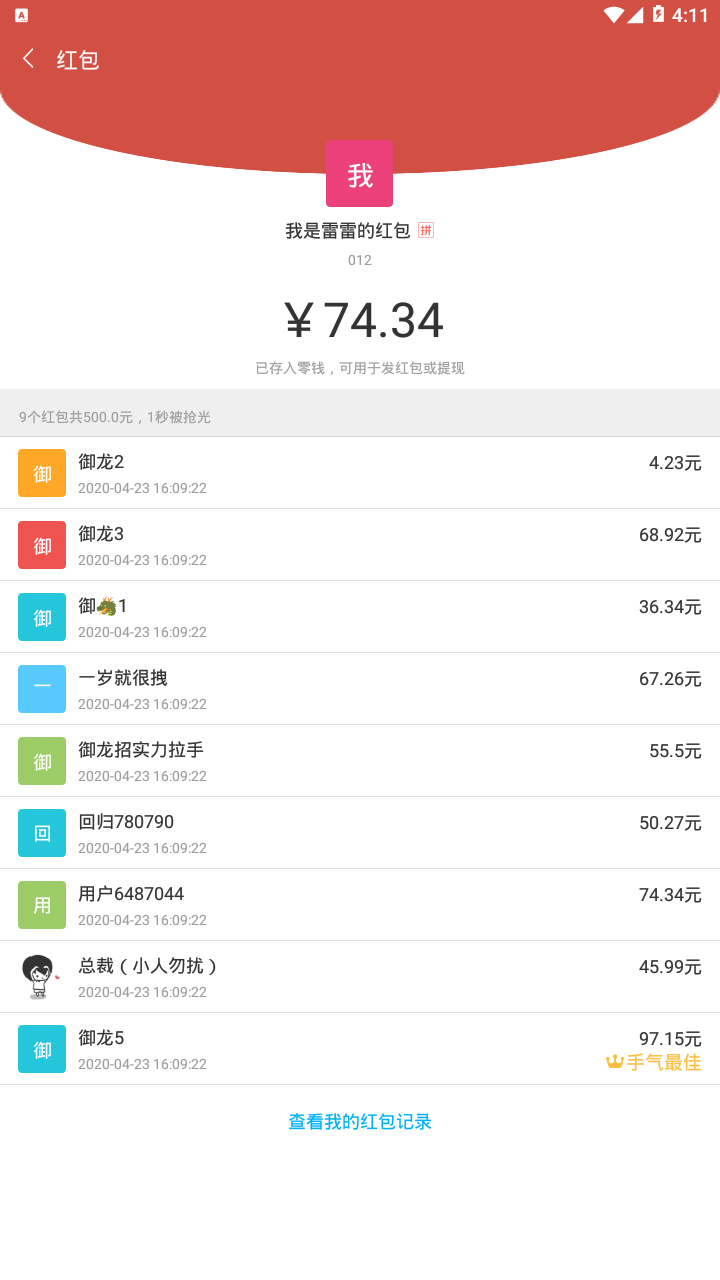 A
4:11
红包
我
我是雷雷的红包 拼
012
￥74.34
已存入零钱，可用于发红包或提现
9个红包共500.0元，1秒被抢光
御
御龙2
4.23元
2020-04-23 16:09:22
御
御龙3
68.92元
2020-04-23 16:09:22
御
御🐉1
36.34元
2020-04-23 16:09:22
一
一岁就很拽
67.26元
2020-04-23 16:09:22
御
御龙招实力拉手
55.5元
2020-04-23 16:09:22
回
回归780790
50.27元
2020-04-23 16:09:22
用
用户6487044
74.34元
2020-04-23 16:09:22
总裁（小人勿扰）
45.99元
2020-04-23 16:09:22
御
御龙5
97.15元
2020-04-23 16:09:22
手气最佳
查看我的红包记录